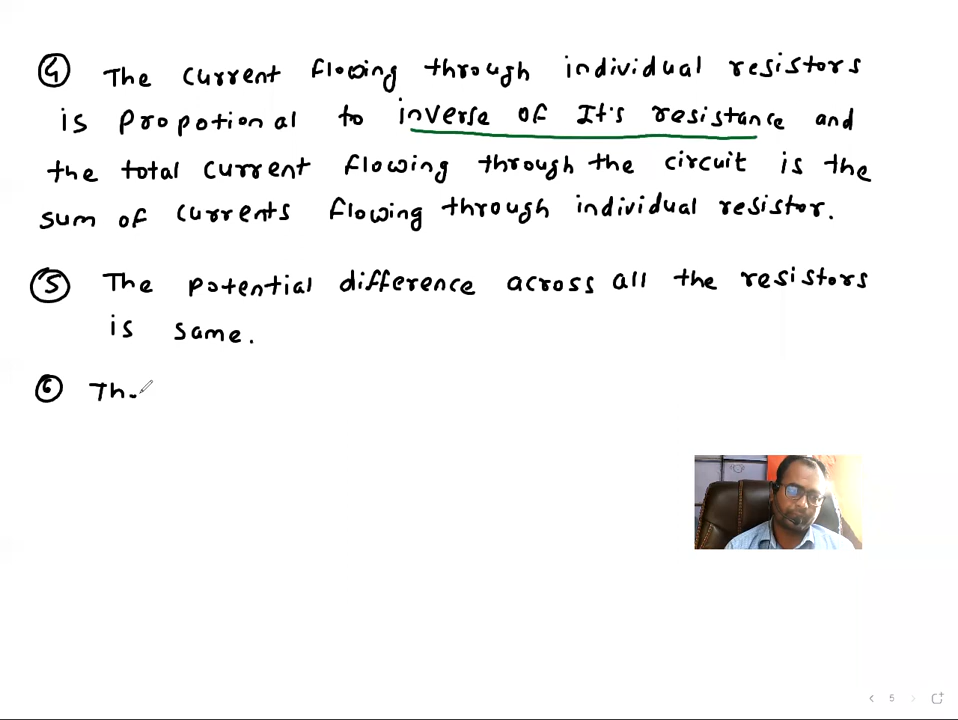 ④ The current flowing through individual resistors
is propotional to inverse of It's resistance and
the total current flowing through the circuit is the
sum of currents flowing through individual resistor.
⑤ The potential difference across all the resistors
is same.
⑥ Th
5